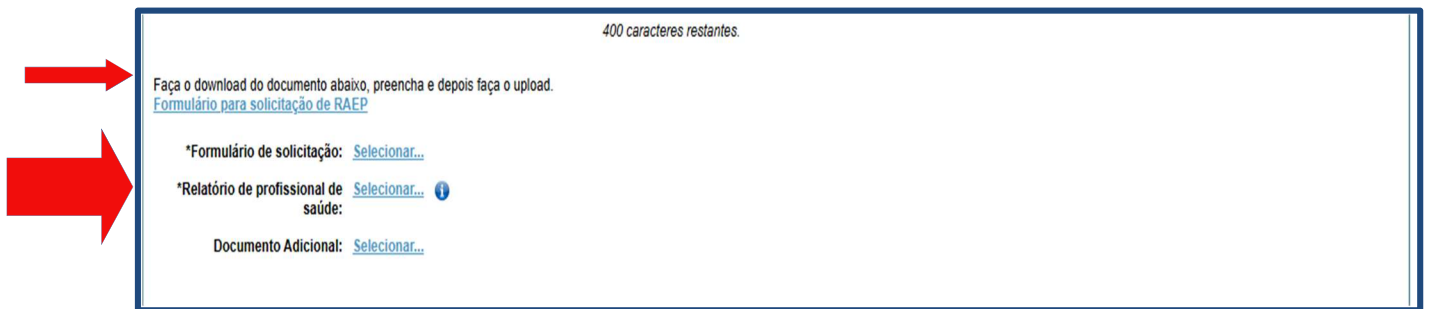 400 caracteres restantes.
Faça o download do documento abaixo, preencha e depois faça o upload.
Formulário para solicitação de RAEP
*Formulário de solicitação: Selecionar...
*Relatório de profissional de Selecionar...
saúde:
Documento Adicional: Selecionar...